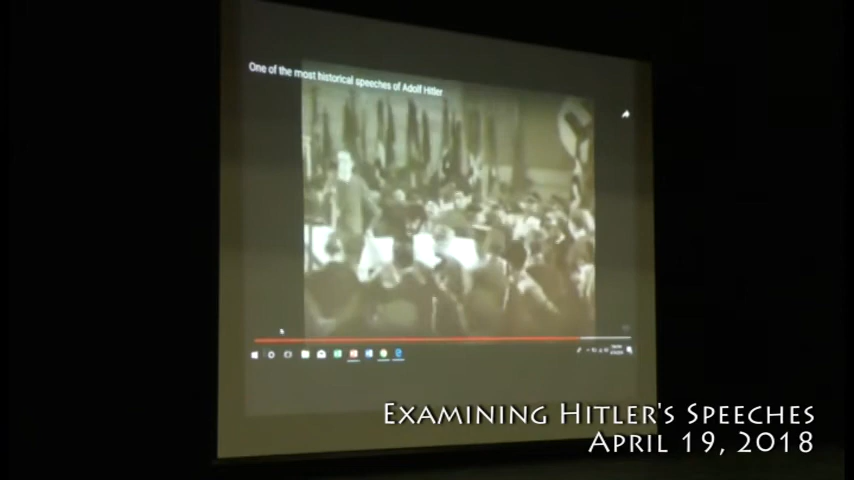 One of the most historical speeches of Adolf Hitler
Examining Hitler's Speeches
April 19, 2018